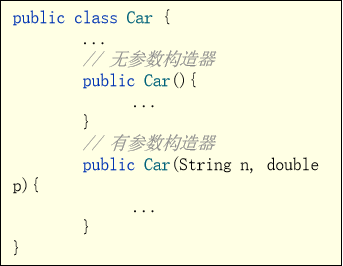 public class Car {
...
// 无参数构造器
public Car(){
...
}
// 有参数构造器
public Car(String n, double
p){
...
}
}